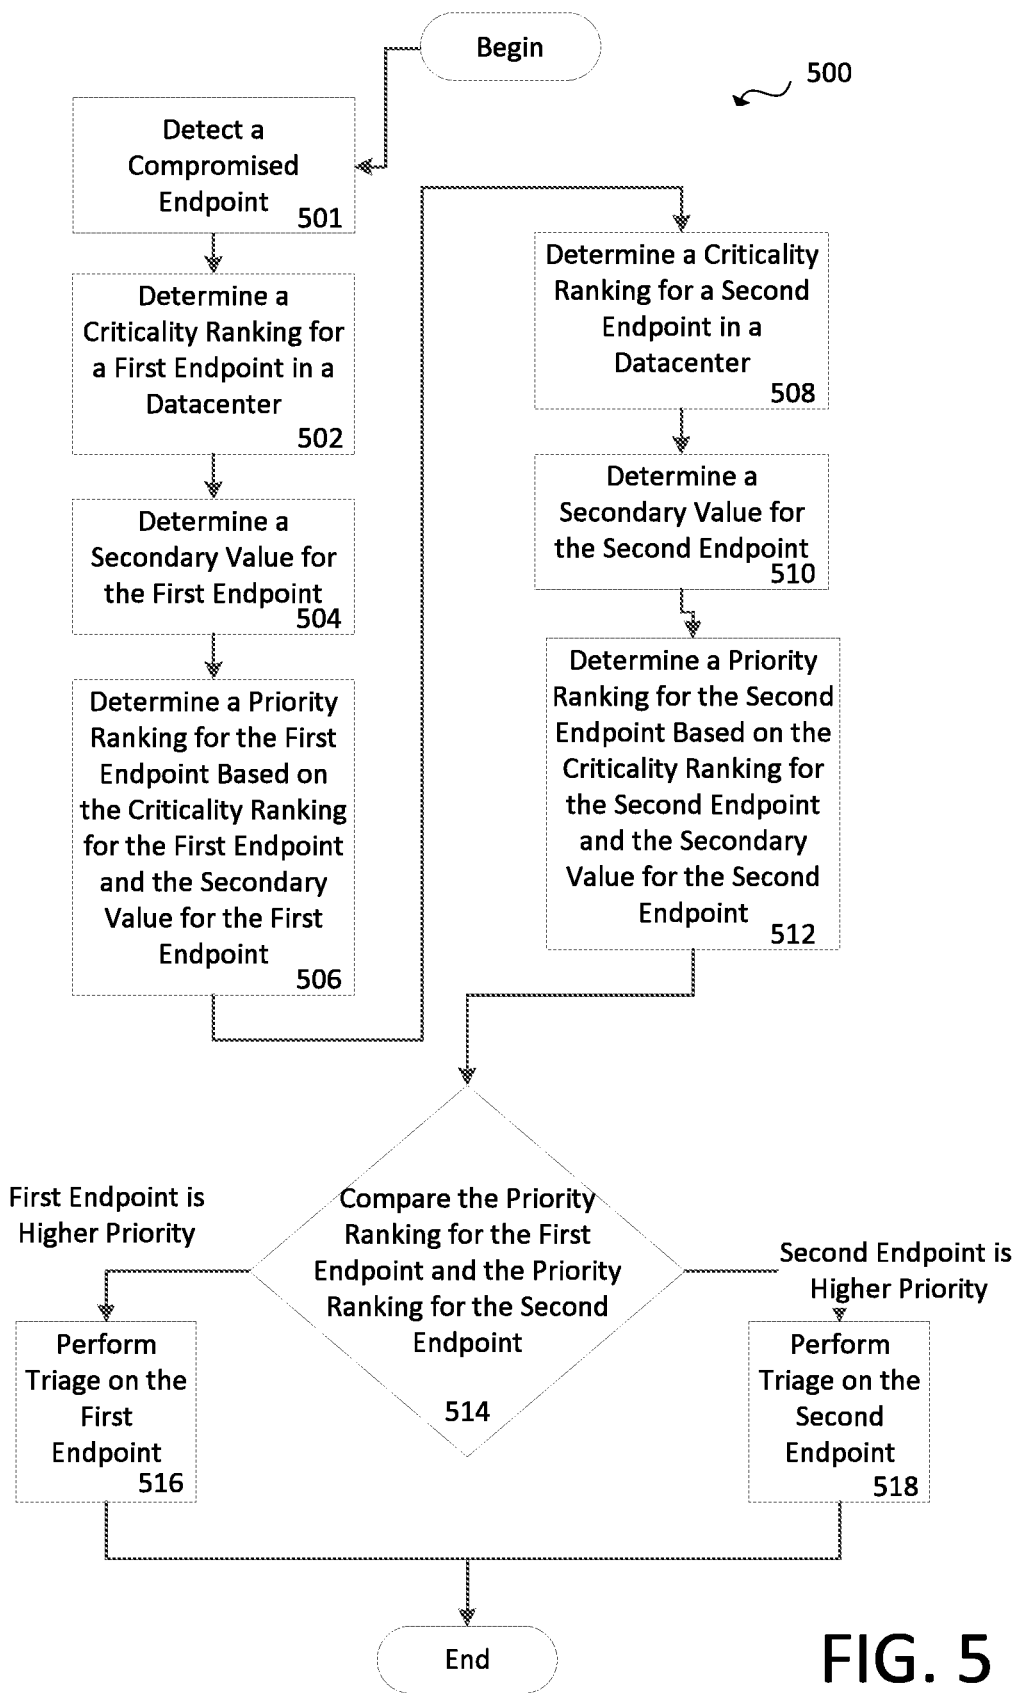 Begin
500
Detect a
Compromised
Endpoint
501
Determine a
Criticality Ranking for
a First Endpoint in a
Datacenter
502
Determine a
Secondary Value for
the First Endpoint
504
Determine a Priority
Ranking for the First
Endpoint Based on
the Criticality Ranking
for the First Endpoint
and the Secondary
Value for the First
Endpoint
506
Determine a Criticality
Ranking for a Second
Endpoint in a
Datacenter
508
Determine a
Secondary Value for
the Second Endpoint
510
Determine a Priority
Ranking for the Second
Endpoint Based on the
Criticality Ranking for
the Second Endpoint
and the Secondary
Value for the Second
Endpoint
512
Compare the Priority
Ranking for the First
Endpoint and the Priority
Ranking for the Second
Endpoint
514
First Endpoint is
Higher Priority
Second Endpoint is
Higher Priority
Perform
Triage on the
First
Endpoint
516
Perform
Triage on the
Second
Endpoint
518
End
FIG. 5